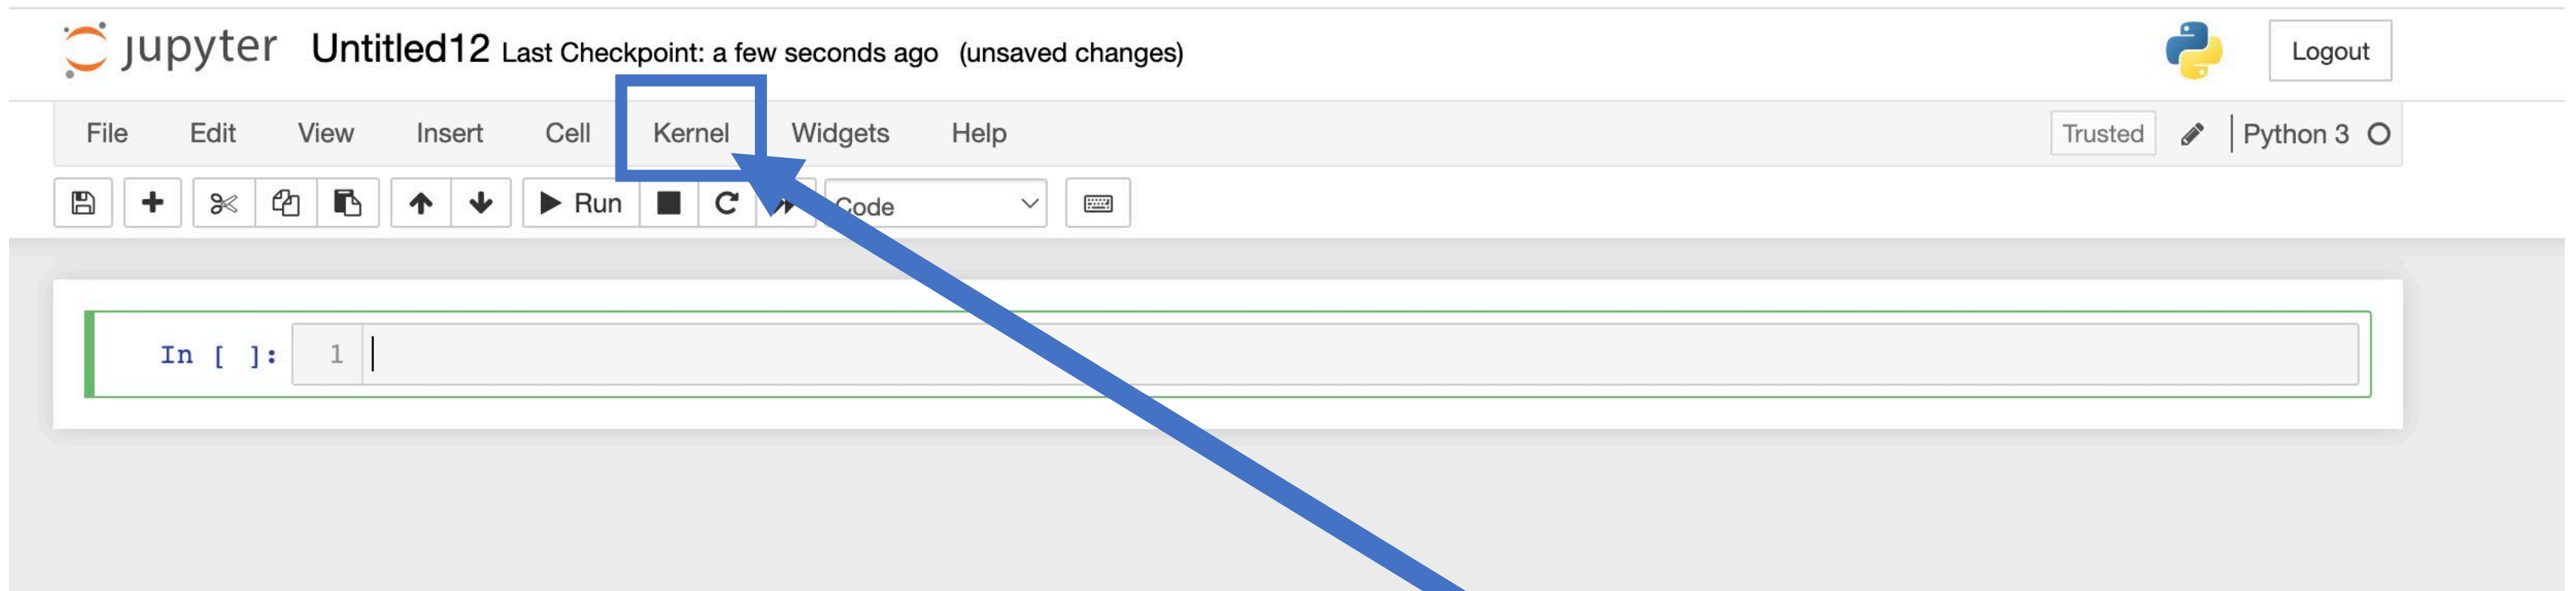 jupyter Untitled12 Last Checkpoint: a few seconds ago (unsaved changes) Logout
File Edit View Insert Cell Kernel Widgets Help Trusted Python 3
Run Code
In [ ]: 1